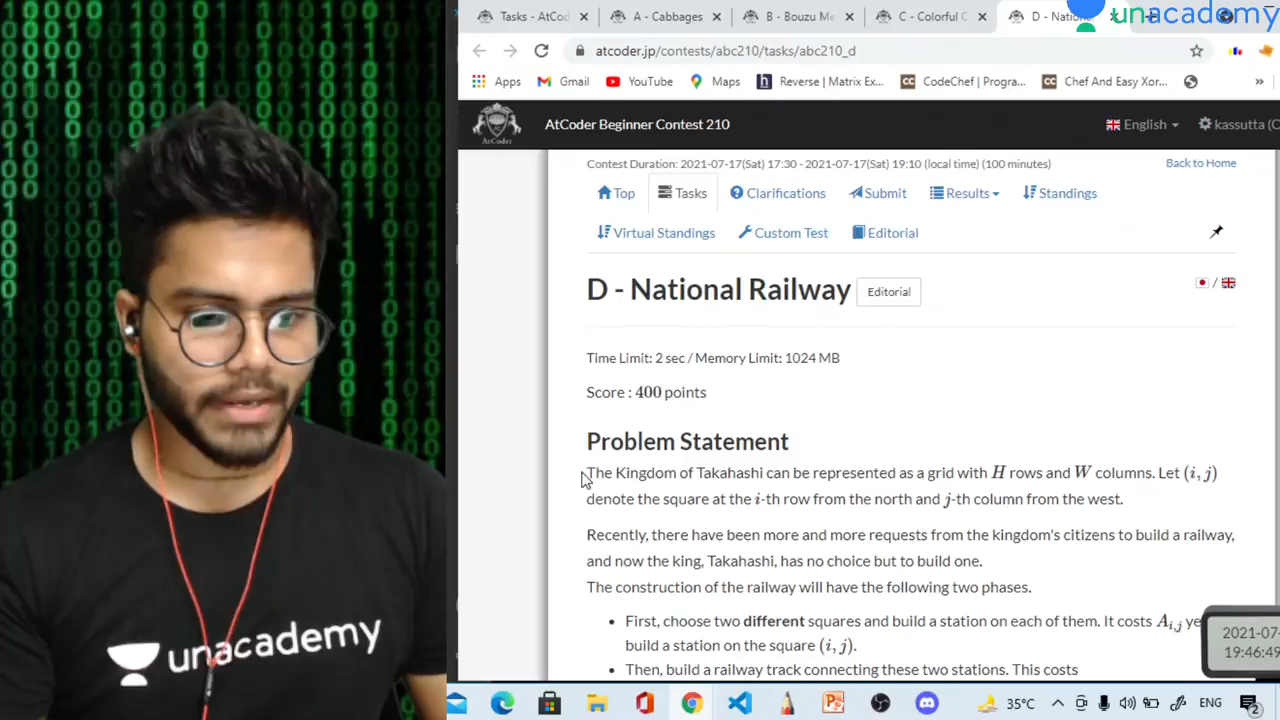 Tasks - AtCod
A - Cabbages
B - Bouzu Me
C - Colorful C
D - Nation
unacademy
atcoder.jp/contests/abc210/tasks/abc210_d
Apps
Gmail
YouTube
Maps
Reverse | Matrix Ex...
CodeChef | Progra...
Chef And Easy Xor...
»
AtCoder Beginner Contest 210
English
kassutta (C
Contest Duration: 2021-07-17(Sat) 17:30 - 2021-07-17(Sat) 19:10 (local time) (100 minutes)
Back to Home
Top
Tasks
Clarifications
Submit
Results
Standings
Virtual Standings
Custom Test
Editorial
D - National Railway
Editorial
/
Time Limit: 2 sec / Memory Limit: 1024 MB
Score : 400 points
Problem Statement
The Kingdom of Takahashi can be represented as a grid with H rows and W columns. Let (i, j)
denote the square at the i-th row from the north and j-th column from the west.
Recently, there have been more and more requests from the kingdom's citizens to build a railway,
and now the king, Takahashi, has no choice but to build one.
The construction of the railway will have the following two phases.
• First, choose two different squares and build a station on each of them. It costs A_{i,j} ye
build a station on the square (i, j).
• Then, build a railway track connecting these two stations. This costs
2021-07-
19:46:49
unacademy
35°C
ENG
2